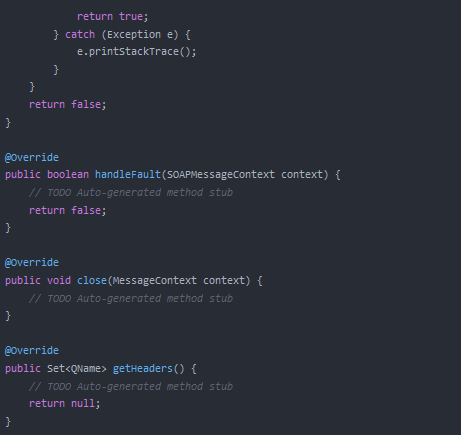 return true;
} catch (Exception e) {
e.printStackTrace();
}
}
return false;
}
@Override
public boolean handleFault(SOAPMessageContext context) {
// TODO Auto-generated method stub
return false;
}
@Override
public void close(MessageContext context) {
// TODO Auto-generated method stub
}
@Override
public Set<QName> getHeaders() {
// TODO Auto-generated method stub
return null;
}